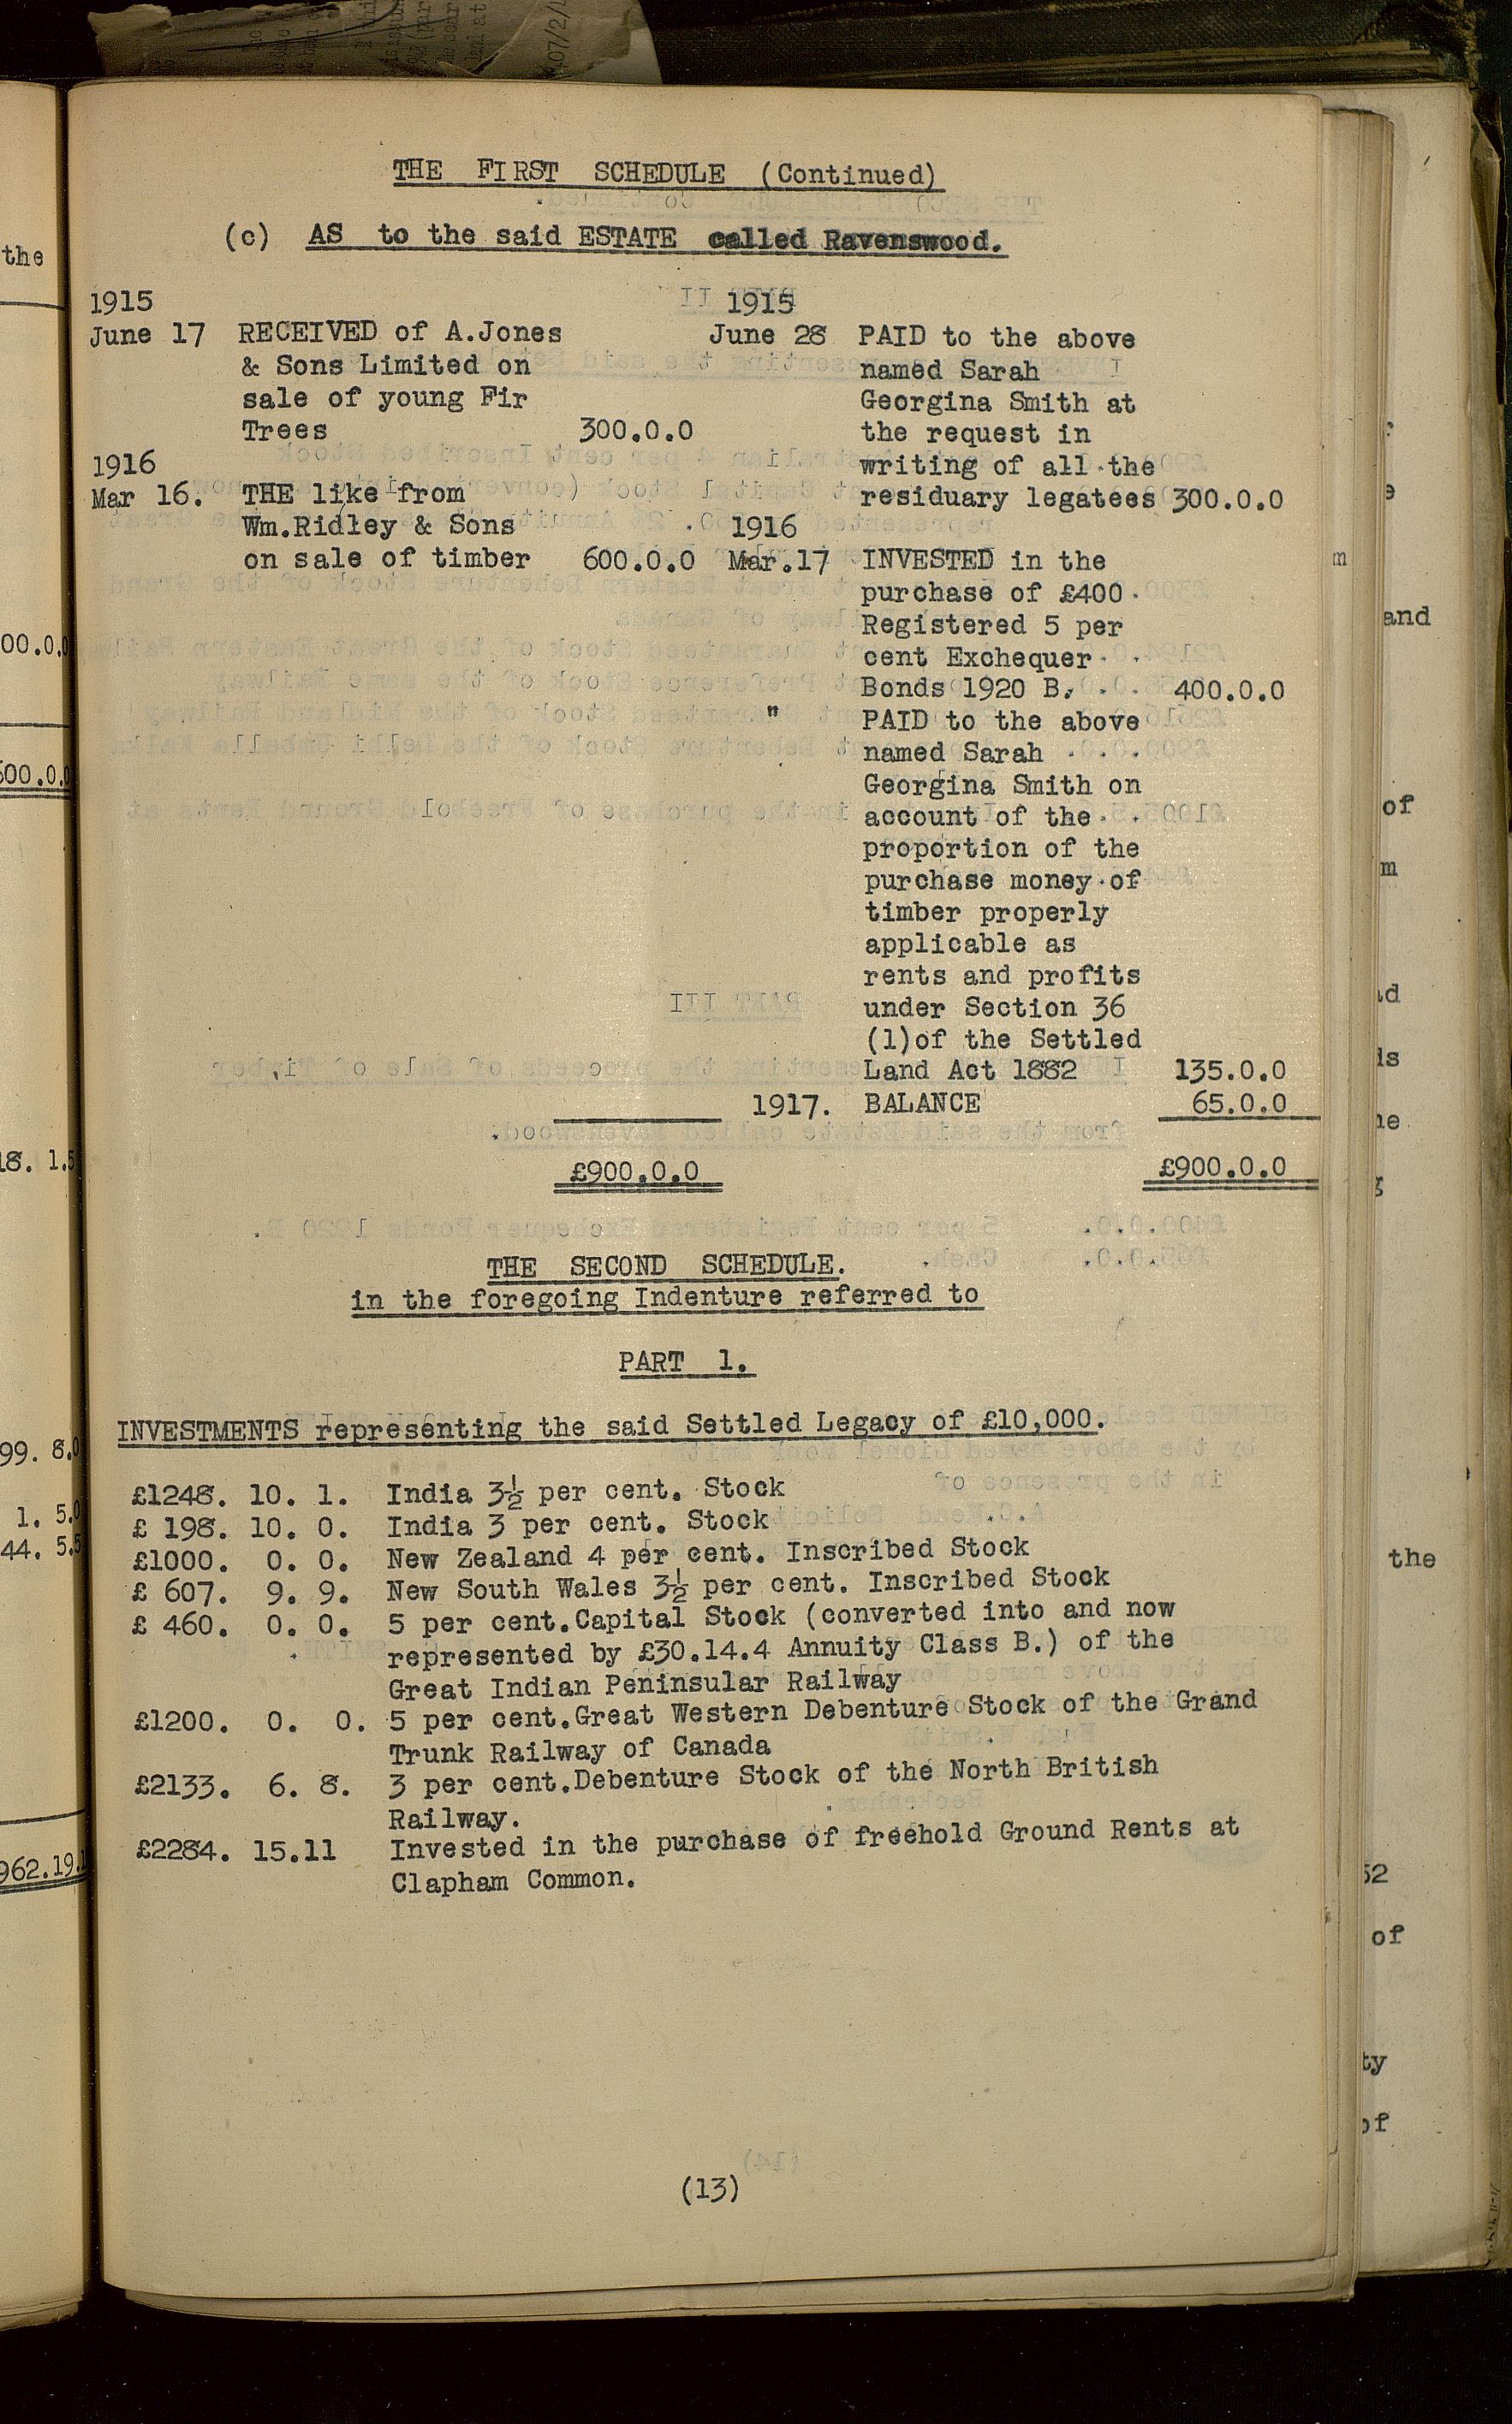 THE FIRST SCHEDULE (Continued)
(c) AS to the said ESTATE called Ravenswood.
1915
June 17 RECEIVED of A.Jones
& Sons Limited on
sale of young Fir
Trees 300.0.0
1916
Mar 16. THE like from
Wm.Ridley & Sons
on sale of timber 600.0.0
£900.0.0
1915
June 28 PAID to the above
named Sarah
Georgina Smith at
the request in
writing of all the
residuary legatees 300.0.0
1916
Mar.17 INVESTED in the
purchase of £400
Registered 5 per
cent Exchequer
Bonds 1920 B. 400.0.0
" PAID to the above
named Sarah
Georgina Smith on
account of the
proportion of the
purchase money of
timber properly
applicable as
rents and profits
under Section 36
(1)of the Settled
Land Act 1882 135.0.0
1917. BALANCE 65.0.0
£900.0.0
THE SECOND SCHEDULE.
in the foregoing Indenture referred to
PART 1.
INVESTMENTS representing the said Settled Legacy of £10,000.
£1248. 10. 1. India 3½ per cent. Stock
£ 198. 10. 0. India 3 per cent. Stock
£1000. 0. 0. New Zealand 4 per cent. Inscribed Stock
£ 607. 9. 9. New South Wales 3½ per cent. Inscribed Stock
£ 460. 0. 0. 5 per cent.Capital Stock (converted into and now
represented by £30.14.4 Annuity Class B.) of the
Great Indian Peninsular Railway
£1200. 0. 0. 5 per cent.Great Western Debenture Stock of the Grand
Trunk Railway of Canada
£2133. 6. 8. 3 per cent.Debenture Stock of the North British
Railway.
£2284. 15.11 Invested in the purchase of freehold Ground Rents at
Clapham Common.
(13)
the
and
of
the
of